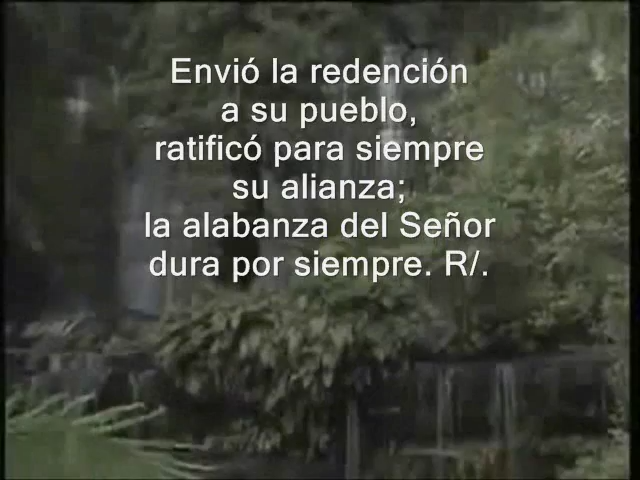 Envió la redención
a su pueblo,
ratificó para siempre
su alianza;
la alabanza del Señor
dura por siempre. R/.